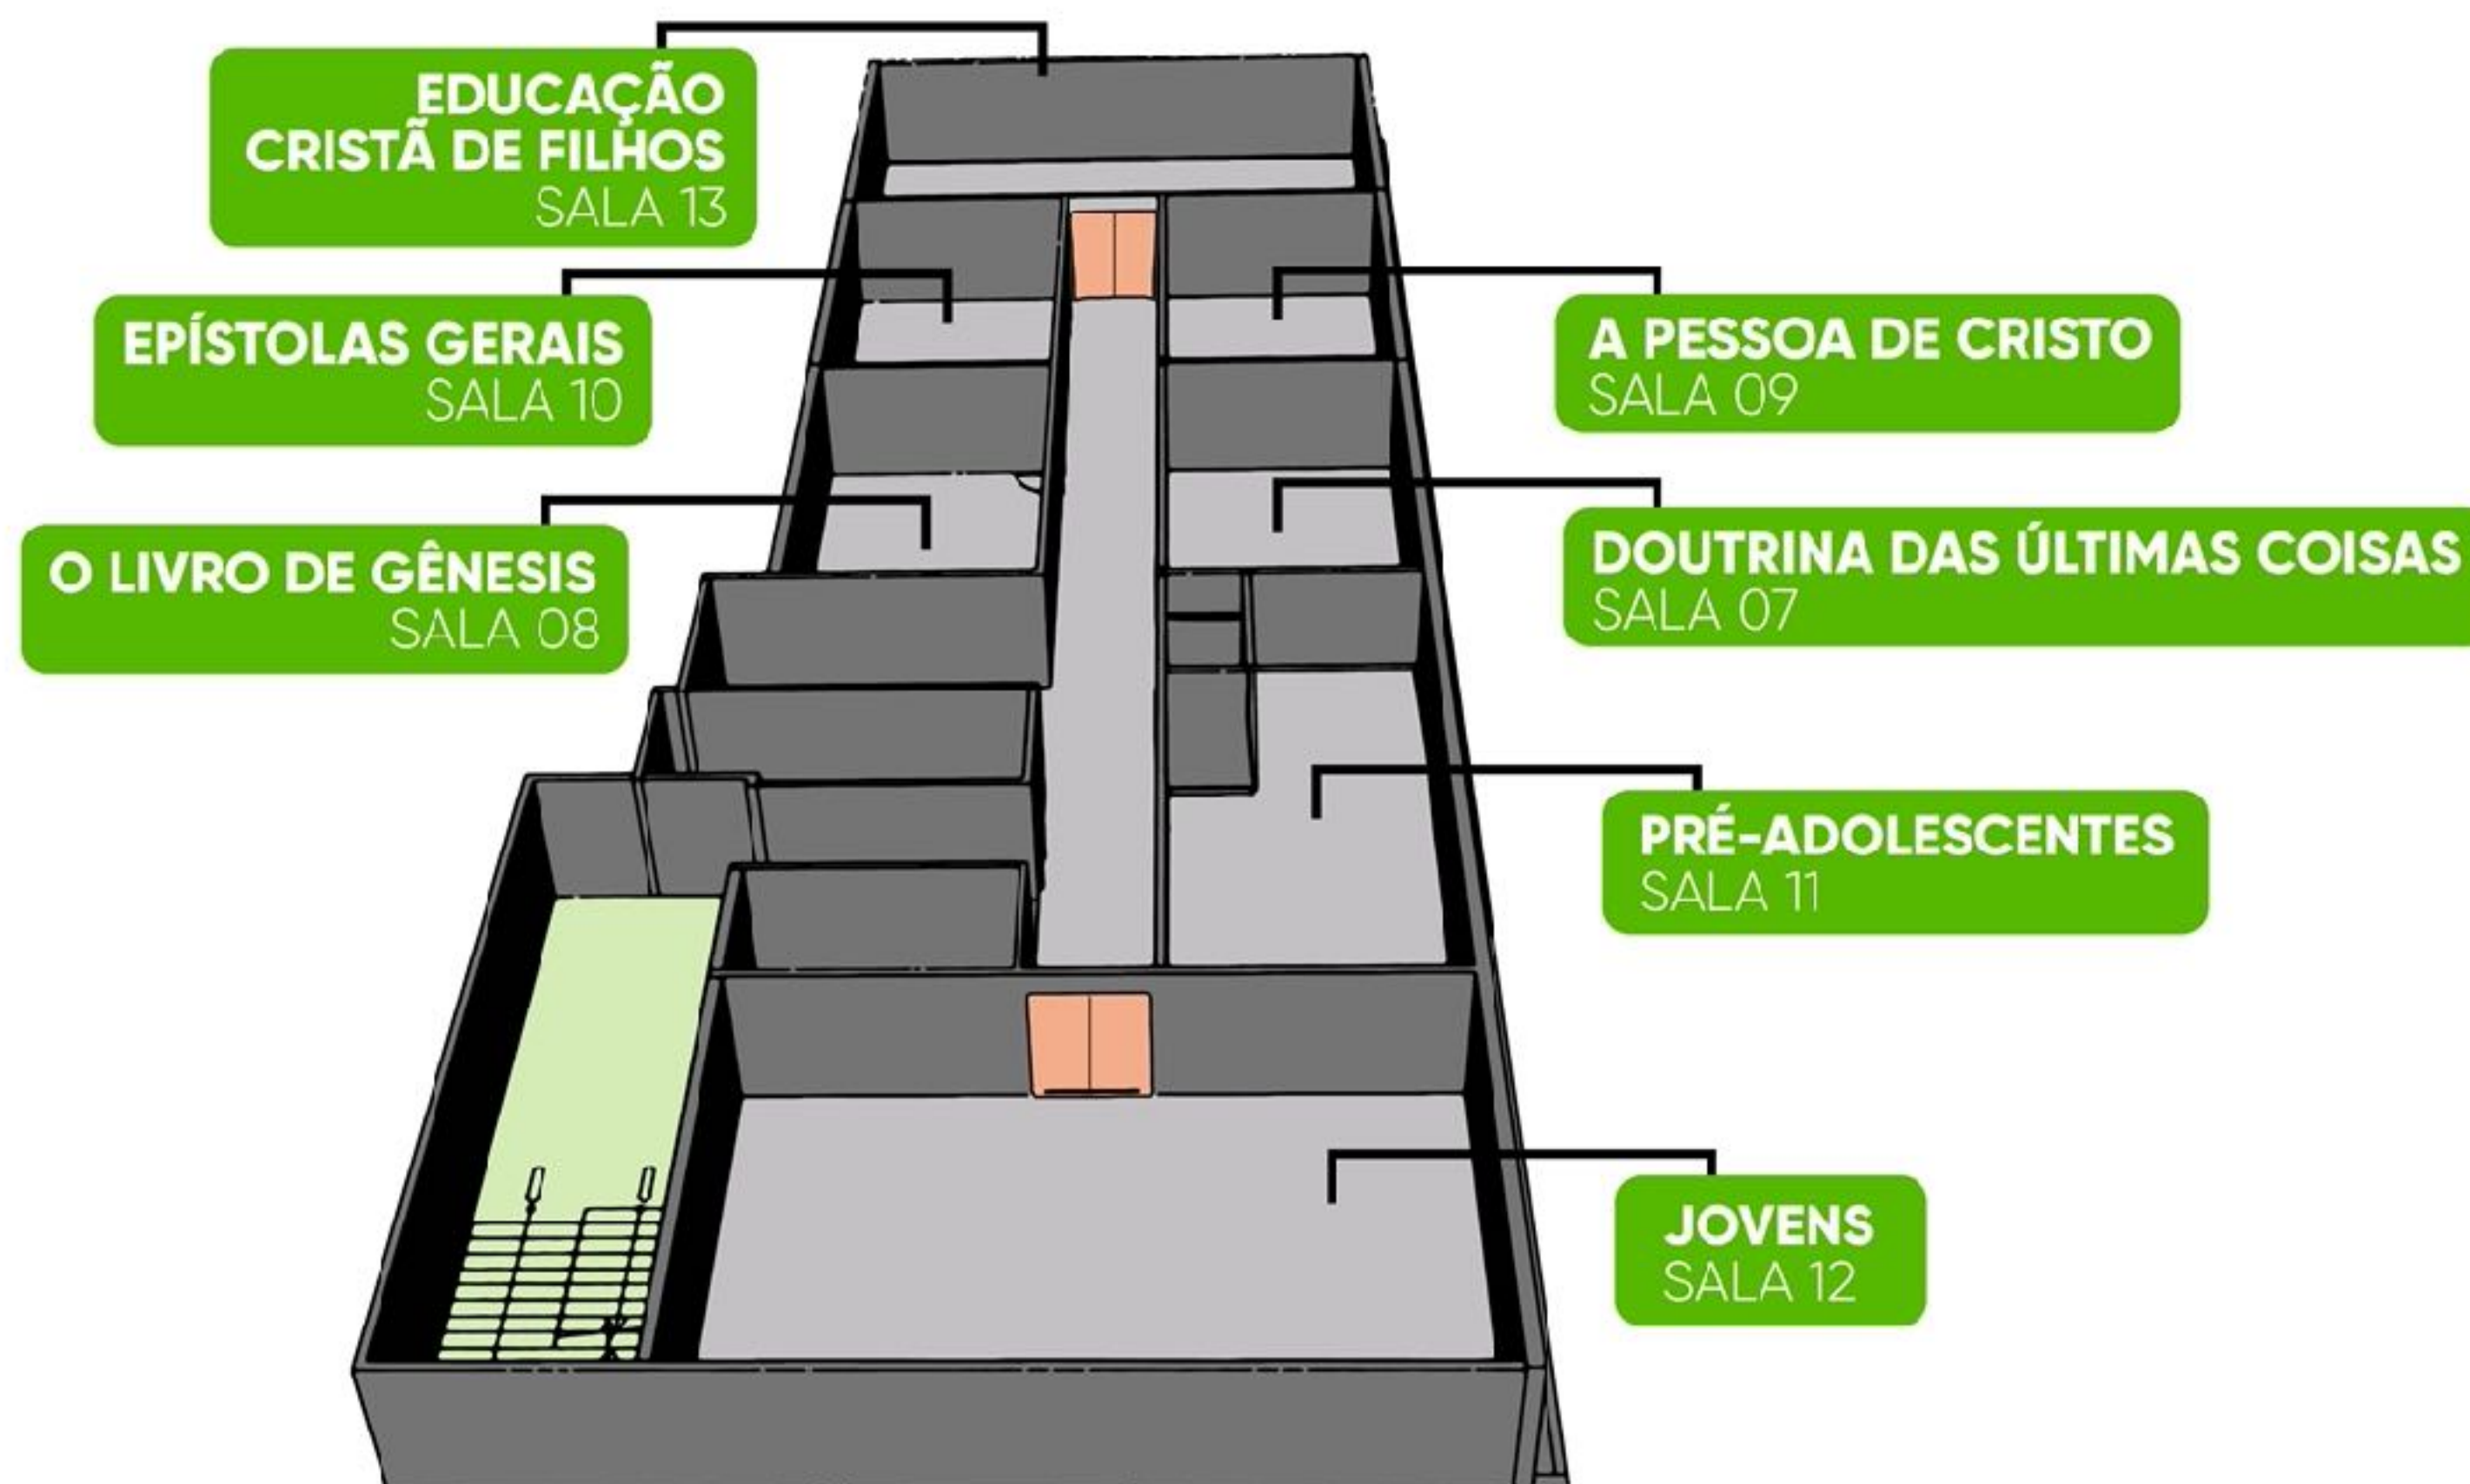 EDUCAÇÃO
CRISTÃ DE FILHOS
SALA 13
EPÍSTOLAS GERAIS
SALA 10
A PESSOA DE CRISTO
SALA 09
O LIVRO DE GÊNESIS
SALA 08
DOUTRINA DAS ÚLTIMAS COISAS
SALA 07
PRÉ-ADOLESCENTES
SALA 11
JOVENS
SALA 12